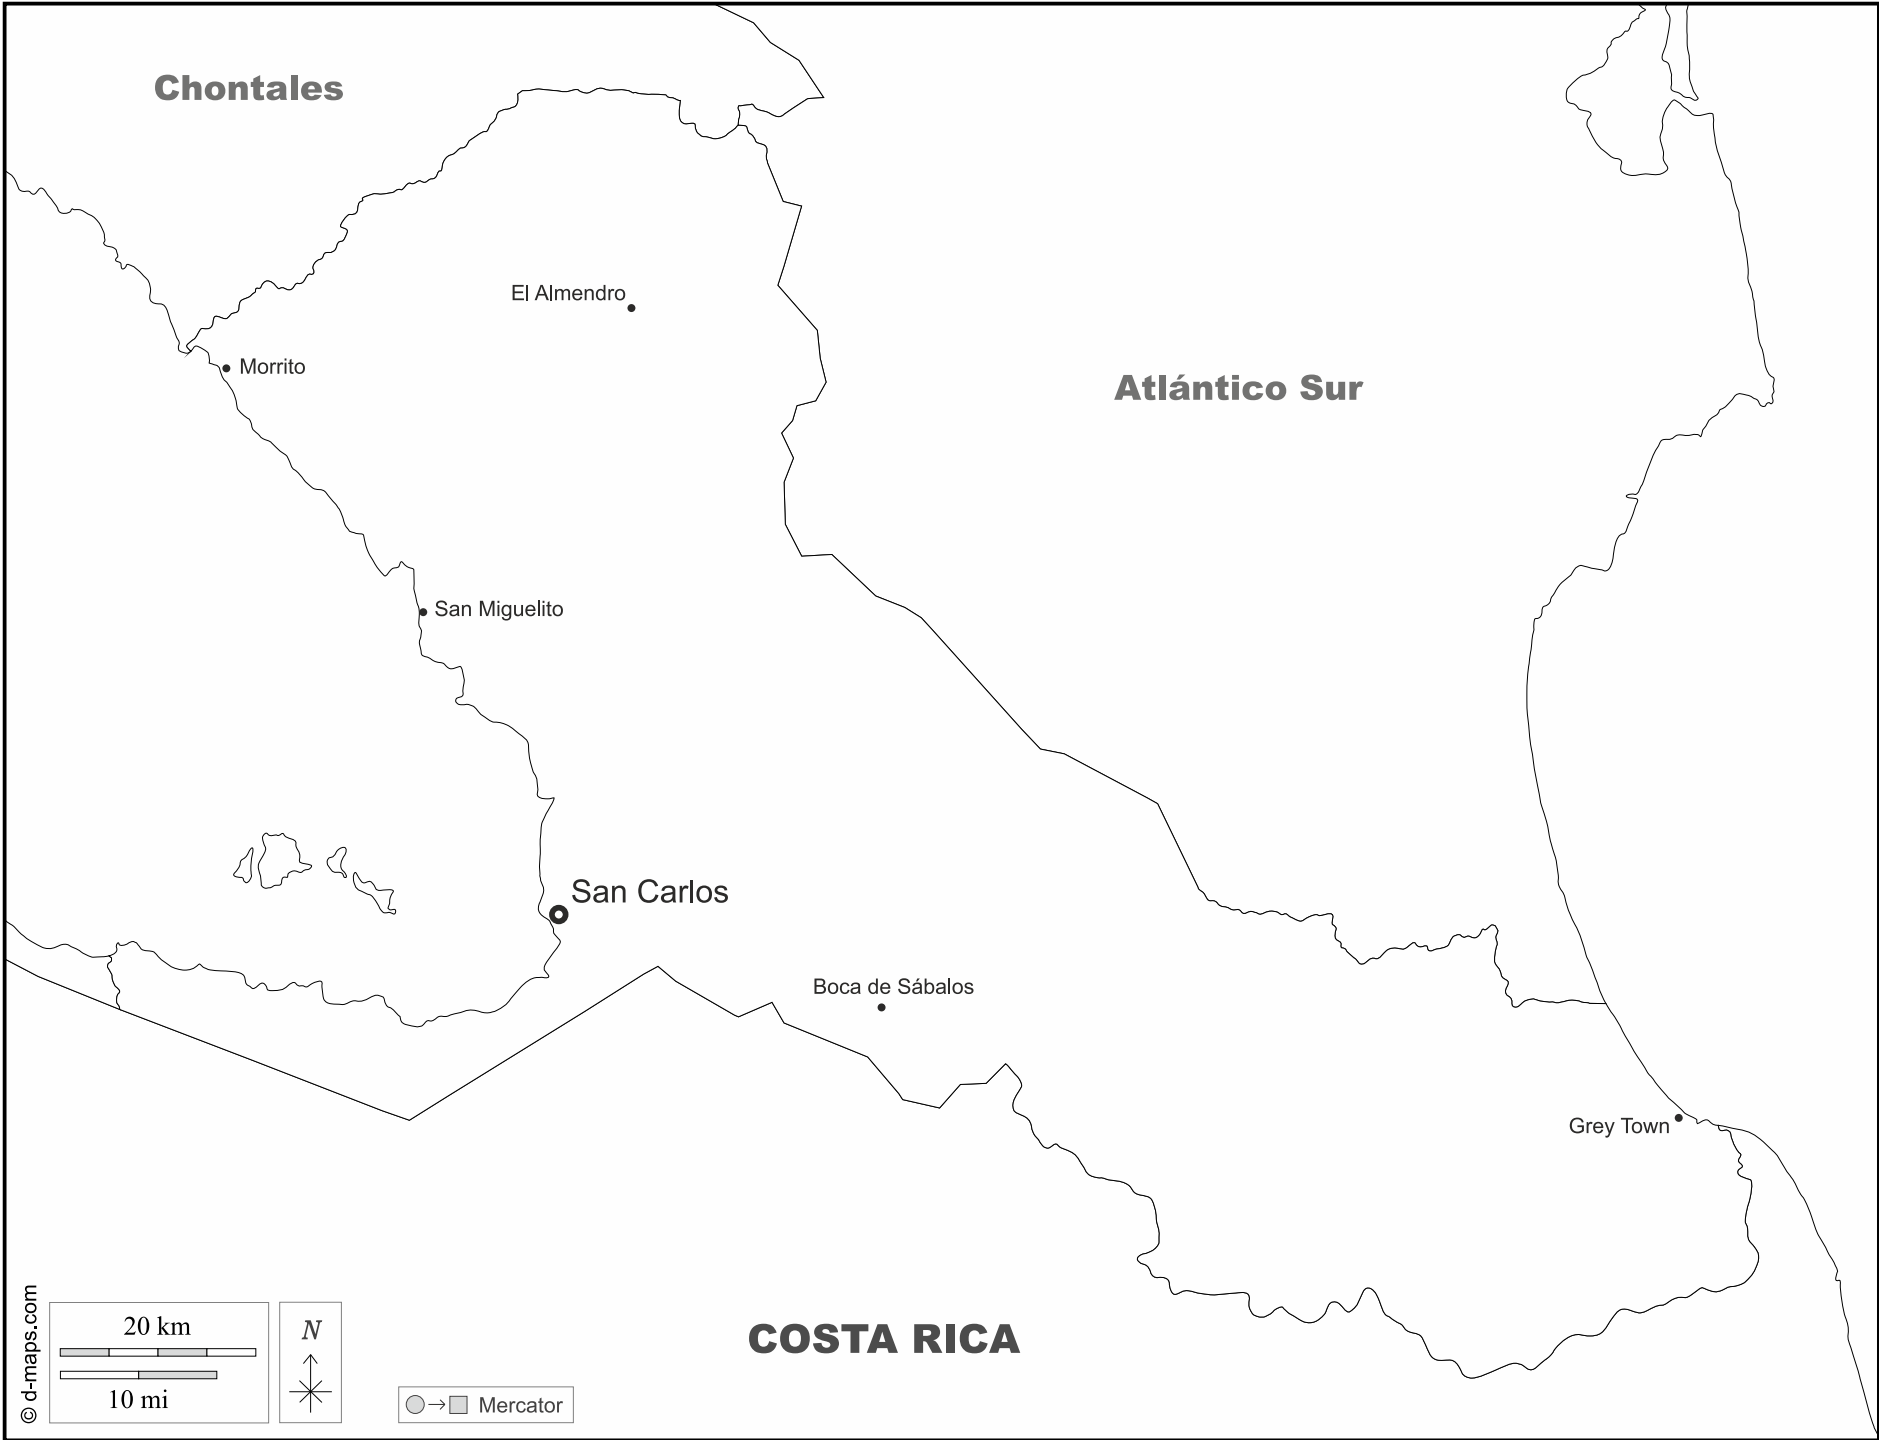 Chontales
El Almendro
Morrito
Atlántico Sur
San Miguelito
San Carlos
Boca de Sábalos
Grey Town
COSTA RICA
20 km
10 mi
N
Mercator
© d-maps.com